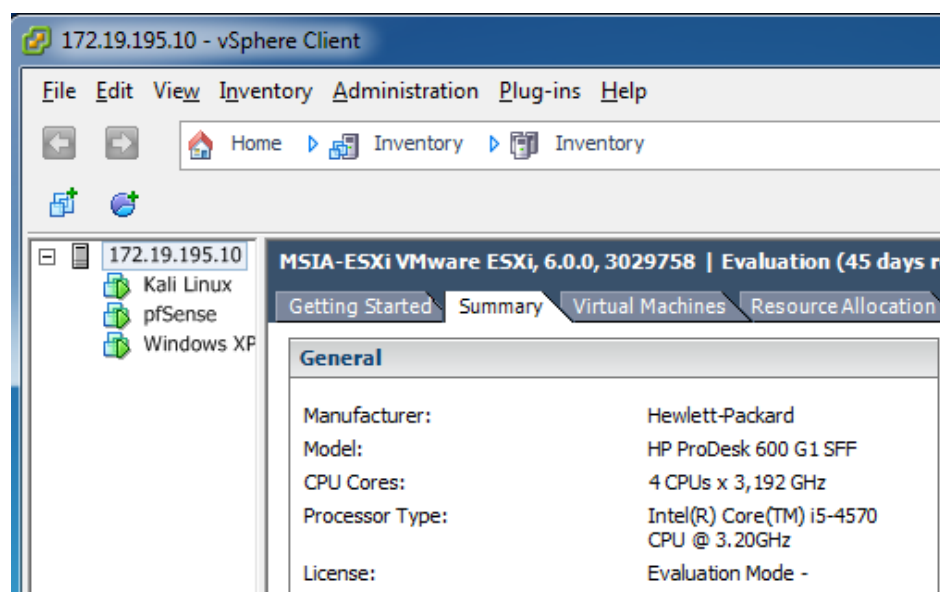 172.19.195.10 - vSphere Client
File Edit View Inventory Administration Plug-ins Help
Home Inventory Inventory
172.19.195.10
Kali Linux
pfSense
Windows XP
MSIA-ESXi VMware ESXi, 6.0.0, 3029758 | Evaluation (45 days r
Getting Started Summary Virtual Machines Resource Allocation
General
Manufacturer: Hewlett-Packard
Model: HP ProDesk 600 G1 SFF
CPU Cores: 4 CPUs x 3,192 GHz
Processor Type: Intel(R) Core(TM) i5-4570
CPU @ 3.20GHz
License: Evaluation Mode -